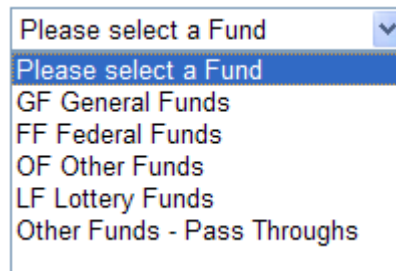 Please select a Fund
Please select a Fund
GF General Funds
FF Federal Funds
OF Other Funds
LF Lottery Funds
Other Funds - Pass Throughs